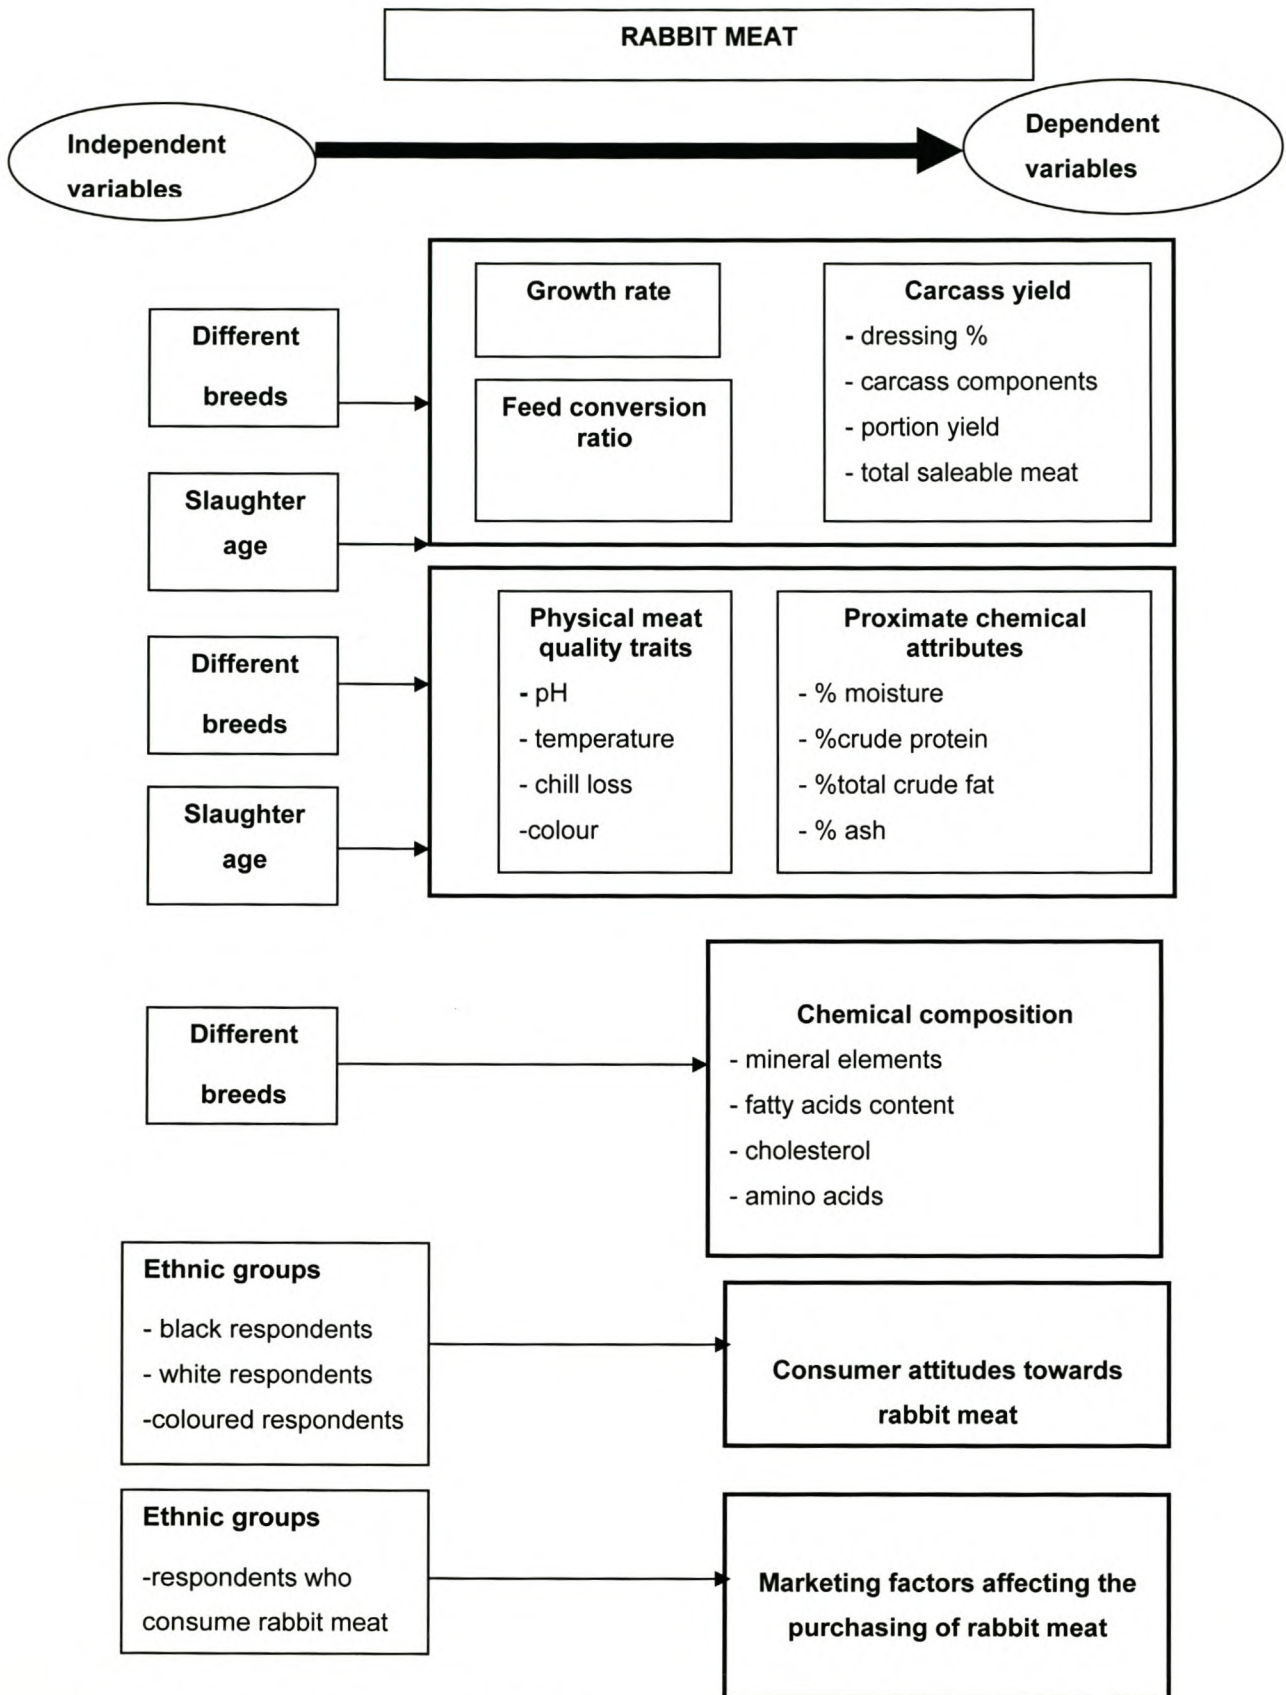 RABBIT MEAT
Independent
variables
Dependent
variables
Different
breeds
Growth rate
Feed conversion
ratio
Carcass yield
- dressing %
- carcass components
- portion yield
- total saleable meat
Slaughter
age
Different
breeds
Physical meat
quality traits
- pH
- temperature
- chill loss
-colour
Proximate chemical
attributes
- % moisture
- %crude protein
- %total crude fat
- % ash
Slaughter
age
Different
breeds
Chemical composition
- mineral elements
- fatty acids content
- cholesterol
- amino acids
Ethnic groups
- black respondents
- white respondents
-coloured respondents
Consumer attitudes towards
rabbit meat
Ethnic groups
-respondents who
consume rabbit meat
Marketing factors affecting the
purchasing of rabbit meat